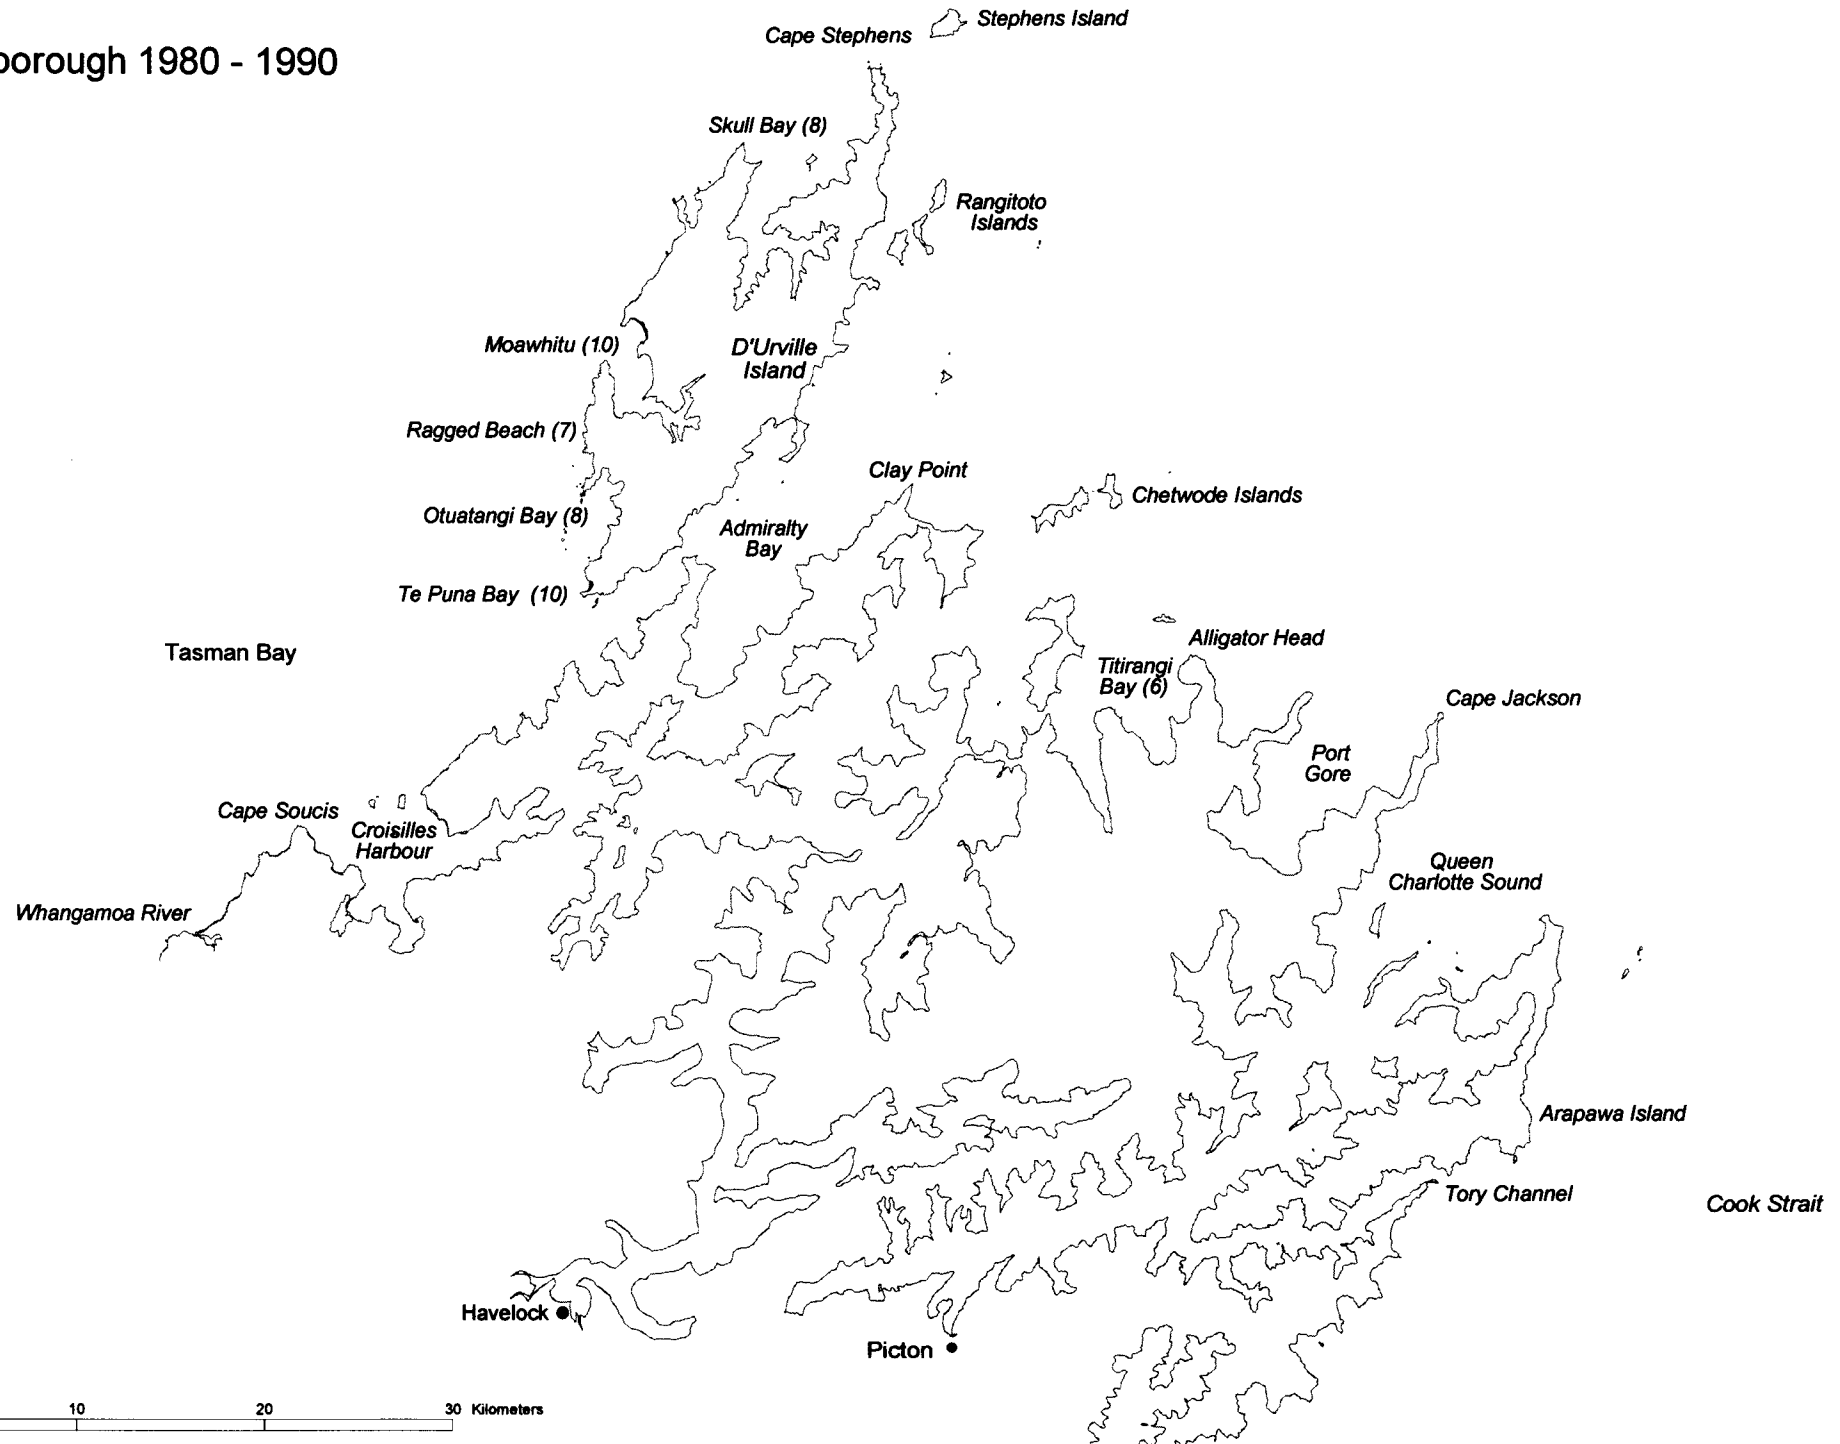 borough 1980 - 1990
Stephens Island
Cape Stephens
Skull Bay (8)
Rangitoto
Islands
Moawhitu (10)
D'Urville
Island
Ragged Beach (7)
Clay Point
Chetwode Islands
Otuatangi Bay (8)
Admiralty
Bay
Te Puna Bay (10)
Tasman Bay
Alligator Head
Titirangi
Bay (6)
Cape Jackson
Port
Gore
Cape Soucis
Croisilles
Harbour
Queen
Charlotte Sound
Whangamoa River
Arapawa Island
Tory Channel
Cook Strait
Havelock
Picton
10 20 30 Kilometers